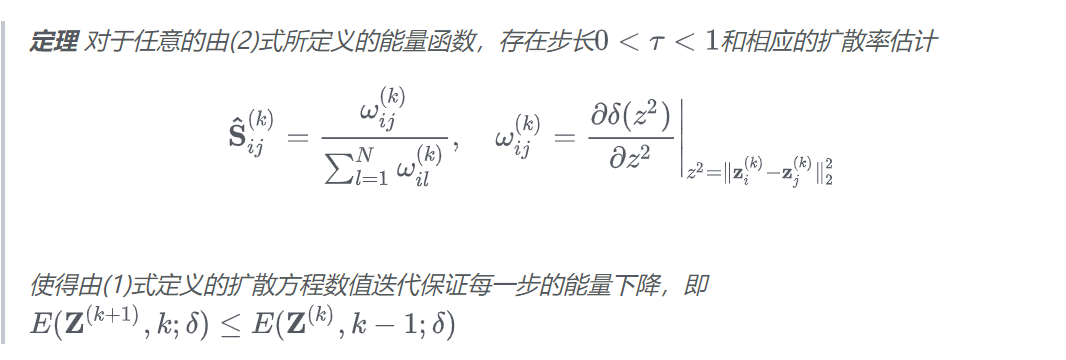 定理 对于任意的由(2)式所定义的能量函数，存在步长0 < τ < 1和相应的扩散率估计
$\hat{\mathbf{S}}_{ij}^{(k)} = \frac{\omega_{ij}^{(k)}}{\sum_{l=1}^{N} \omega_{il}^{(k)}}, \quad \omega_{ij}^{(k)} = \left. \frac{\partial \delta(z^2)}{\partial z^2} \right|_{z^2 = \|\mathbf{z}_i^{(k)} - \mathbf{z}_j^{(k)}\|_2^2}$
使得由(1)式定义的扩散方程数值迭代保证每一步的能量下降，即
$E(\mathbf{Z}^{(k+1)}, k; \delta) \leq E(\mathbf{Z}^{(k)}, k-1; \delta)$